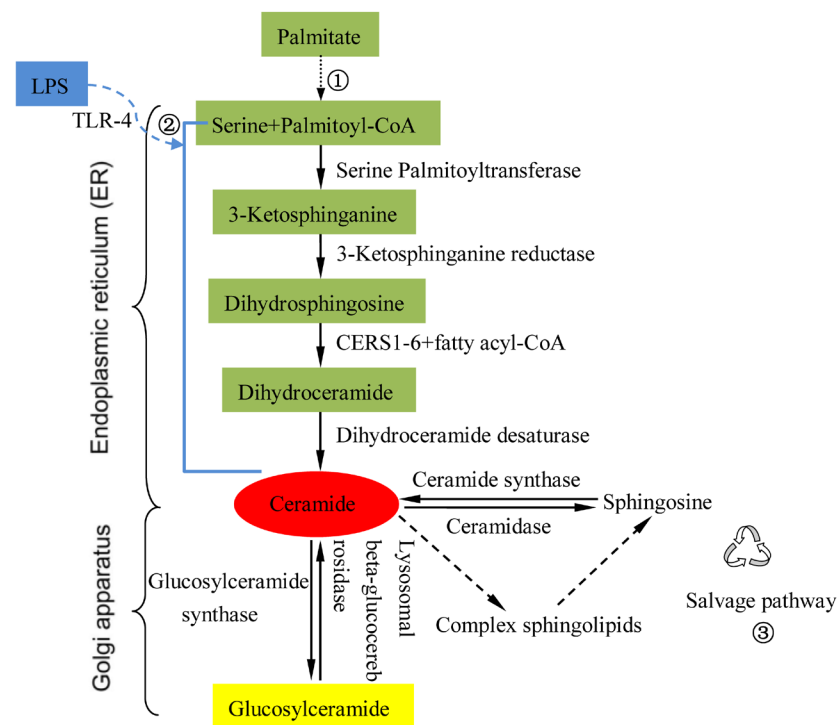 Palmitate
①
LPS
TLR-4
②
Serine+Palmitoyl-CoA
Serine Palmitoyltransferase
3-Ketosphinganine
3-Ketosphinganine reductase
Dihydrosphingosine
CERS1-6+fatty acyl-CoA
Dihydroceramide
Dihydroceramide desaturase
Endoplasmic reticulum (ER)
Ceramide
Ceramide synthase
Ceramidase
Sphingosine
Glucosylceramide
synthase
Lysosomal
beta-glucocereb
rosidase
Complex sphingolipids
Salvage pathway
③
Golgi apparatus
Glucosylceramide